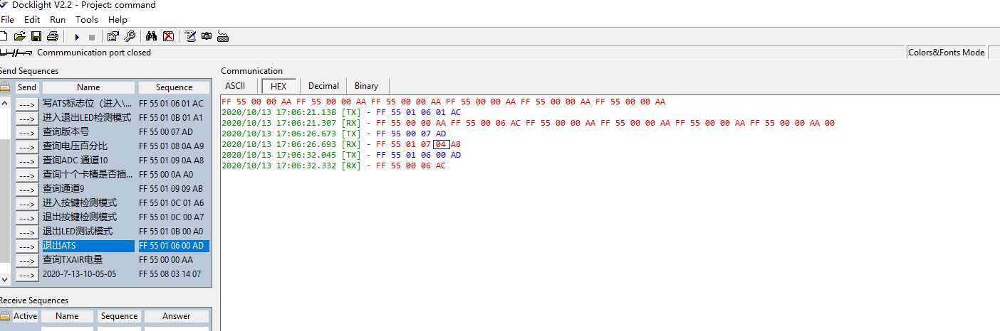 Docklight V2.2 - Project: command
File Edit Run Tools Help
Commmunication port closed
Colors&Fonts Mode
Send Sequences
Send Name Sequence
---> 写ATS标志位（进入\... FF 55 01 06 01 AC
---> 进入退出LED检测模式 FF 55 01 0B 01 A1
---> 查询版本号 FF 55 00 07 AD
---> 查询电压百分比 FF 55 01 08 0A A9
---> 查询ADC 通道10 FF 55 01 09 0A A8
---> 查询十个卡槽是否插... FF 55 00 0A A0
---> 查询通道9 FF 55 01 09 09 AB
---> 进入按键检测模式 FF 55 01 0C 01 A6
---> 退出按键检测模式 FF 55 01 0C 00 A7
---> 退出LED测试模式 FF 55 01 0B 00 A0
---> 退出ATS FF 55 01 06 00 AD
---> 查询TXAIR电量 FF 55 00 00 AA
---> 2020-7-13-10-05-05 FF 55 08 03 14 07
Receive Sequences
Active Name Sequence Answer
Communication
ASCII HEX Decimal Binary
FF 55 00 00 AA FF 55 00 00 AA FF 55 00 00 AA FF 55 00 00 AA FF 55 00 00 AA FF 55 00 00 AA
2020/10/13 17:06:21.138 [TX] - FF 55 01 06 01 AC
2020/10/13 17:06:21.307 [RX] - FF 55 00 00 AA FF 55 00 06 AC FF 55 00 00 AA FF 55 00 00 AA FF 55 00 00 AA FF 55 00 00 AA 00
2020/10/13 17:06:26.673 [TX] - FF 55 00 07 AD
2020/10/13 17:06:26.693 [RX] - FF 55 01 07 04 A8
2020/10/13 17:06:32.045 [TX] - FF 55 01 06 00 AD
2020/10/13 17:06:32.332 [RX] - FF 55 00 06 AC